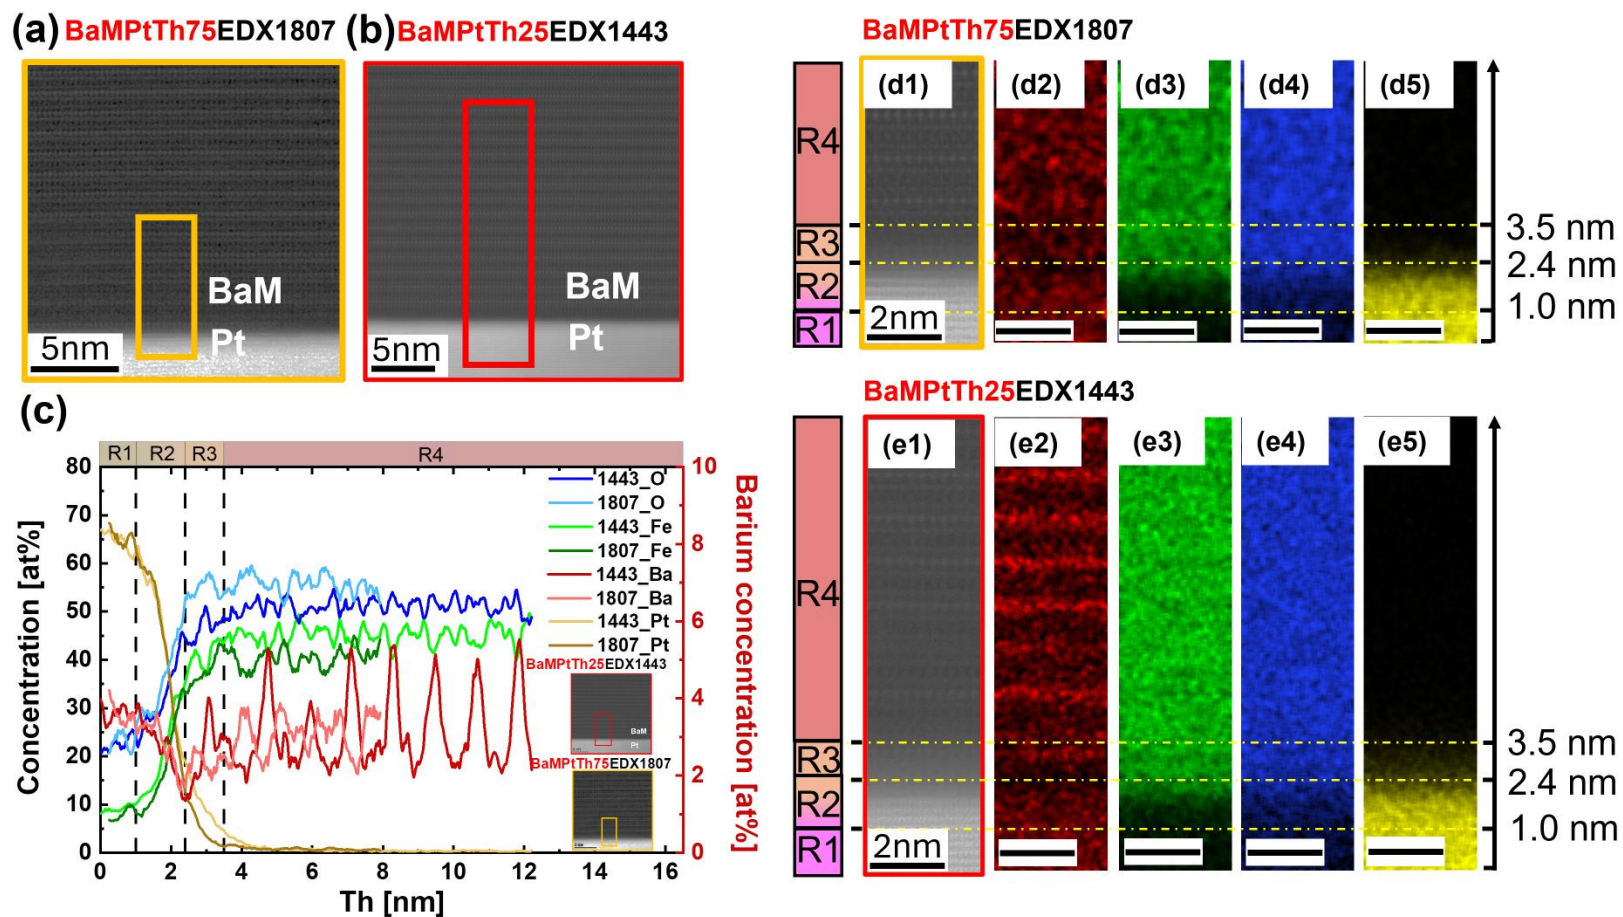 (a) BaMPtTh75EDX1807
BaM
Pt
5nm
(b) BaMPtTh25EDX1443
BaM
Pt
5nm
(c)
R1 R2 R3 R4
Concentration [at%]
80
70
60
50
40
30
20
10
0
Barium concentration [at%]
10
8
6
4
2
0
0 2 4 6 8 10 12 14 16
Th [nm]
1443_O
1807_O
1443_Fe
1807_Fe
1443_Ba
1807_Ba
1443_Pt
1807_Pt
BaMPtTh25EDX1443
BaM
Pt
BaMPtTh75EDX1807
BaMPtTh75EDX1807
R4
R3
R2
R1
(d1) (d2) (d3) (d4) (d5)
2nm
3.5 nm
2.4 nm
1.0 nm
BaMPtTh25EDX1443
R4
R3
R2
R1
(e1) (e2) (e3) (e4) (e5)
2nm
3.5 nm
2.4 nm
1.0 nm